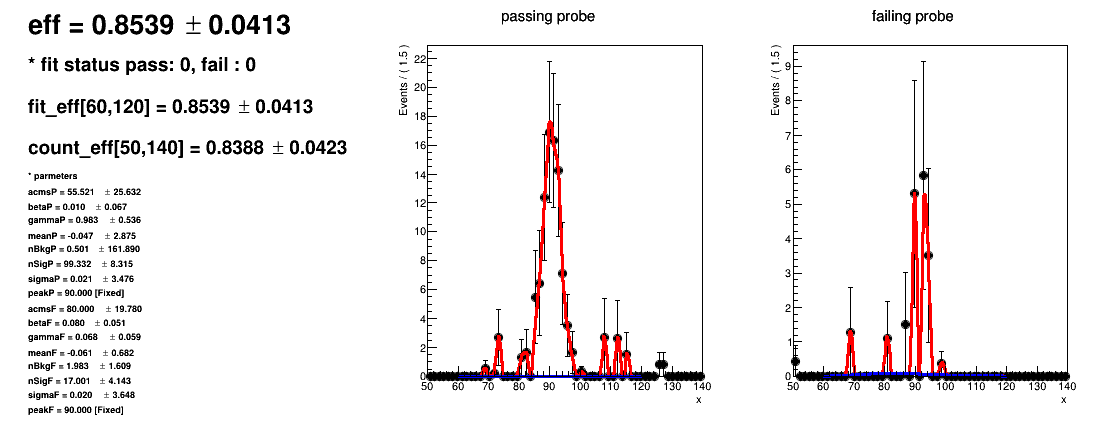 eff = 0.8539 ± 0.0413
* fit status pass: 0, fail : 0
fit_eff[60,120] = 0.8539 ± 0.0413
count_eff[50,140] = 0.8388 ± 0.0423
* parmeters
acmsP = 55.521 ± 25.632
betaP = 0.010 ± 0.067
gammaP = 0.983 ± 0.536
meanP = -0.047 ± 2.875
nBkgP = 0.501 ± 161.890
nSigP = 99.332 ± 8.315
sigmaP = 0.021 ± 3.476
peakP = 90.000 [Fixed]
acmsF = 80.000 ± 19.780
betaF = 0.080 ± 0.051
gammaF = 0.068 ± 0.059
meanF = -0.061 ± 0.682
nBkgF = 1.983 ± 1.609
nSigF = 17.001 ± 4.143
sigmaF = 0.020 ± 3.648
peakF = 90.000 [Fixed]
passing probe
Events / ( 1.5 )
22
20
18
16
14
12
10
8
6
4
2
0
50 60 70 80 90 100 110 120 130 140
x
failing probe
Events / ( 1.5 )
9
8
7
6
5
4
3
2
1
0
50 60 70 80 90 100 110 120 130 140
x